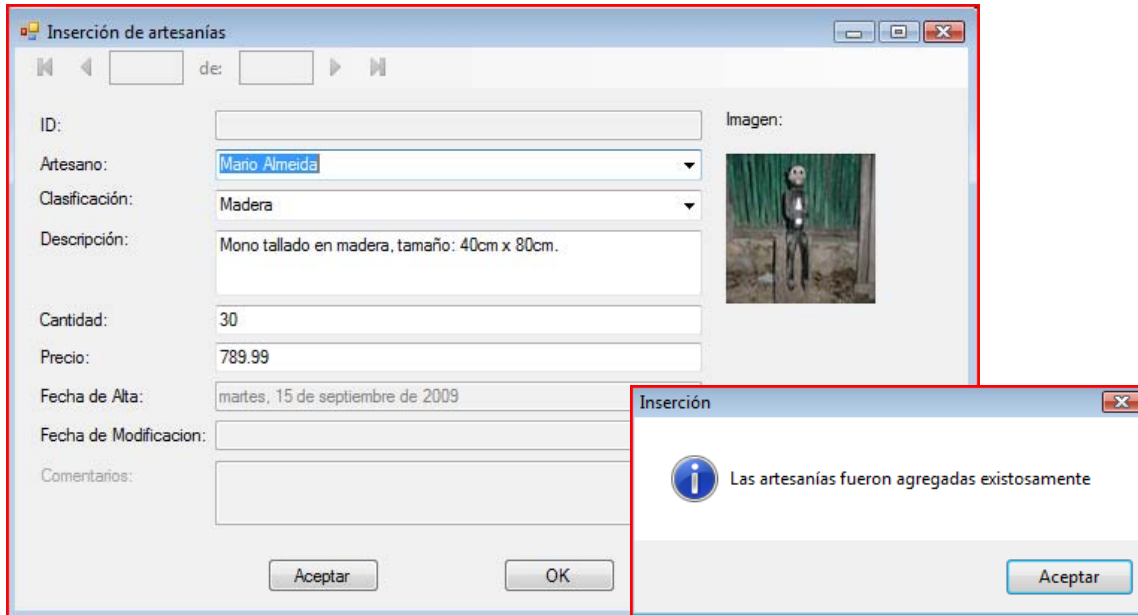 Inserción de artesanías
de:
ID:
Imagen:
Artesano: Mario Almeida
Clasificación: Madera
Descripción: Mono tallado en madera, tamaño: 40cm x 80cm.
Cantidad: 30
Precio: 789.99
Fecha de Alta: martes, 15 de septiembre de 2009
Fecha de Modificacion:
Comentarios:
Aceptar OK
Inserción
Las artesanías fueron agregadas existosamente
Aceptar